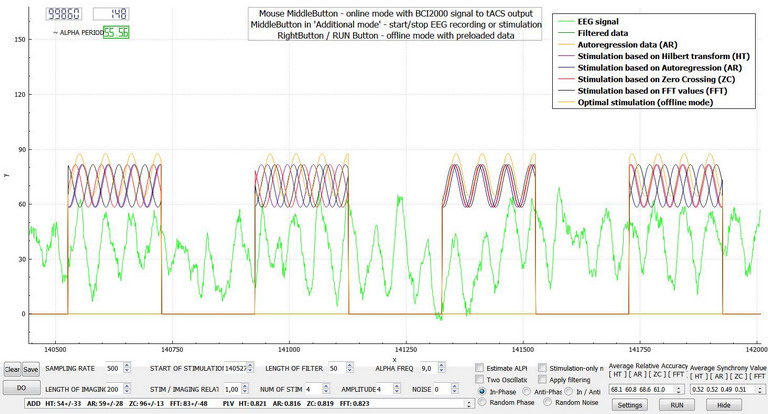 99860 148
~ ALPHA PERIOD 55.56
Mouse MiddleButton - online mode with BCI2000 signal to tACS output
MiddleButton in 'Additional mode' - start/stop EEG recording or stimulation
RightButton / RUN Button - offline mode with preloaded data
EEG signal
Filtered data
Autoregression data (AR)
Stimulation based on Hilbert transform (HT)
Stimulation based on Autoregression (AR)
Stimulation based on Zero Crossing (ZC)
Stimulation based on FFT values (FFT)
Optimal stimulation (offline mode)
150
120
90
60
30
0
y
140500 140750 141000 141250 141500 141750 142000
x
Clear Save SAMPLING RATE 500 START OF STIMULATION 140527 LENGTH OF FILTER 50 ALPHA FREQ 9,0
DO LENGTH OF IMAGING 200 STIM / IMAGING RELAT 1,00 NUM OF STIM 4 AMPLITUDE 4 NOISE 0
ADD HT: 54+/-33 AR: 59+/-28 ZC: 96+/-13 FFT: 83+/-48 PLV HT: 0.821 AR: 0.816 ZC: 0.819 FFT: 0.823
Estimate ALPI Stimulation-only m
Two Oscillatic Apply filtering
In-Phase Anti-Phas In / Anti
Random Phase Random Noise
Average Relative Accuracy Average Synchrony Value
[ HT ] [ AR ] [ ZC ] [ FFT [ HT ] [ AR ] [ ZC ] [ FFT ]
68.1 60.8 68.6 61.0 0.52 0.52 0.49 0.51
Settings RUN Hide